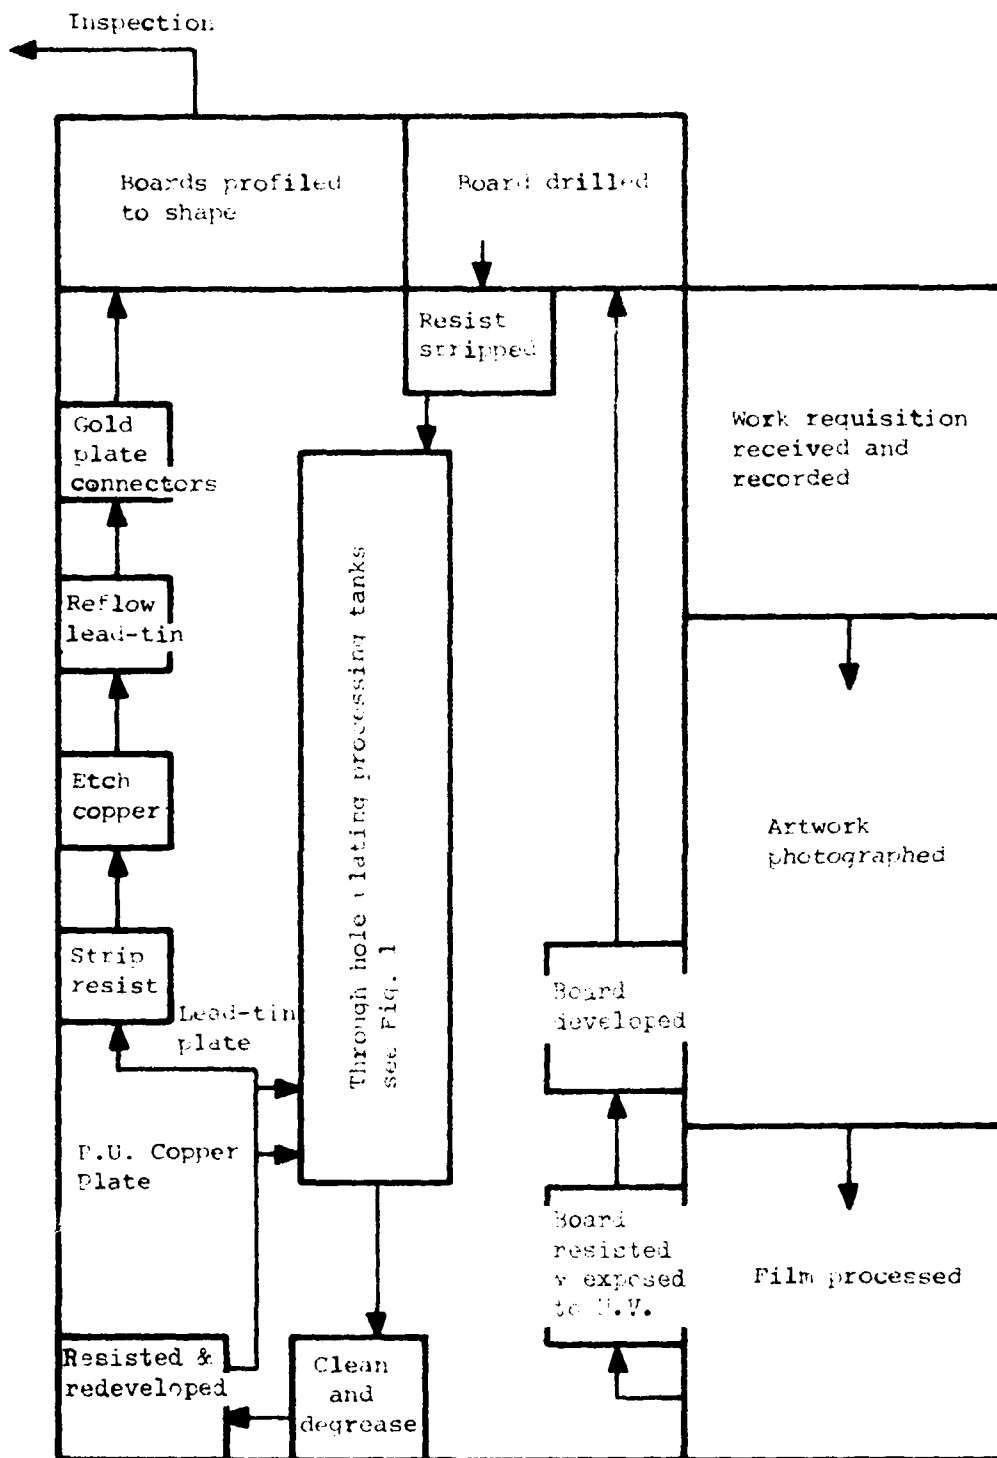 Inspection
Boards profiled
to shape
Board drilled
Resist
stripped
Gold
plate
connectors
Work requisition
received and
recorded
Reflow
lead-tin
Through hole plating processing tanks
see Fig. 1
Etch
copper
Artwork
photographed
Strip
resist
Lead-tin
plate
Board
developed
P.U. Copper
Plate
Board
resisted
& exposed
to U.V.
Film processed
Resisted &
redeveloped
Clean
and
degrease